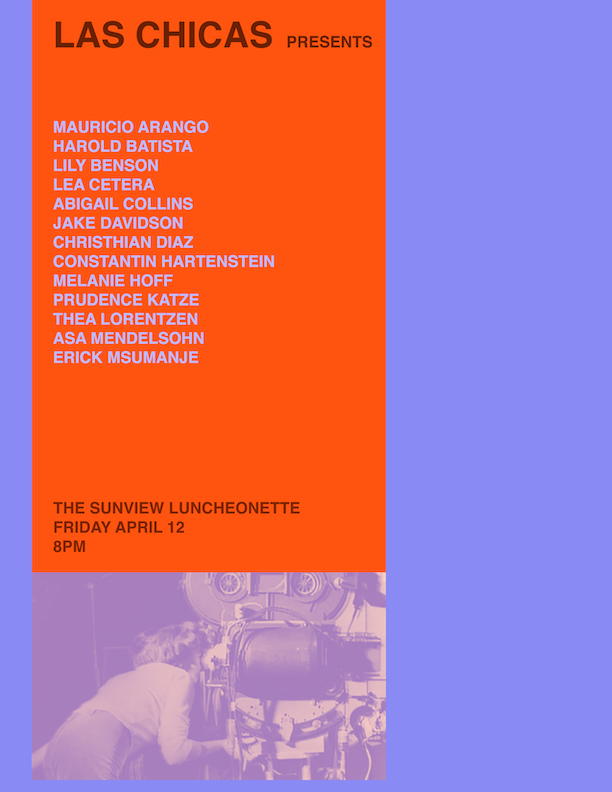 LAS CHICAS PRESENTS
MAURICIO ARANGO
HAROLD BATISTA
LILY BENSON
LEA CETERA
ABIGAIL COLLINS
JAKE DAVIDSON
CHRISTHIAN DIAZ
CONSTANTIN HARTENSTEIN
MELANIE HOFF
PRUDENCE KATZE
THEA LORENTZEN
ASA MENDELSOHN
ERICK MSUMANJE
THE SUNVIEW LUNCHEONETTE
FRIDAY APRIL 12
8PM